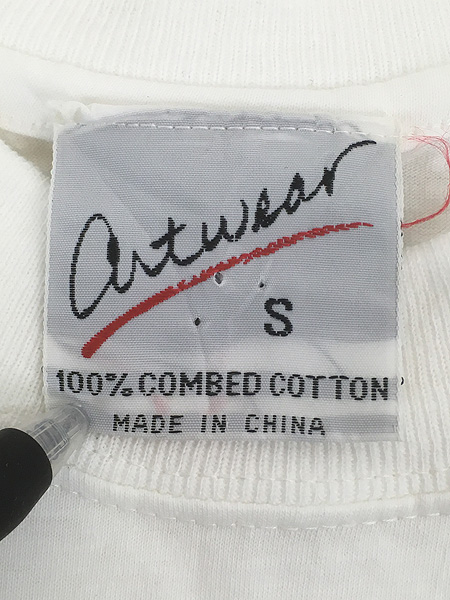 artwear
S
100% COMBED COTTON
MADE IN CHINA